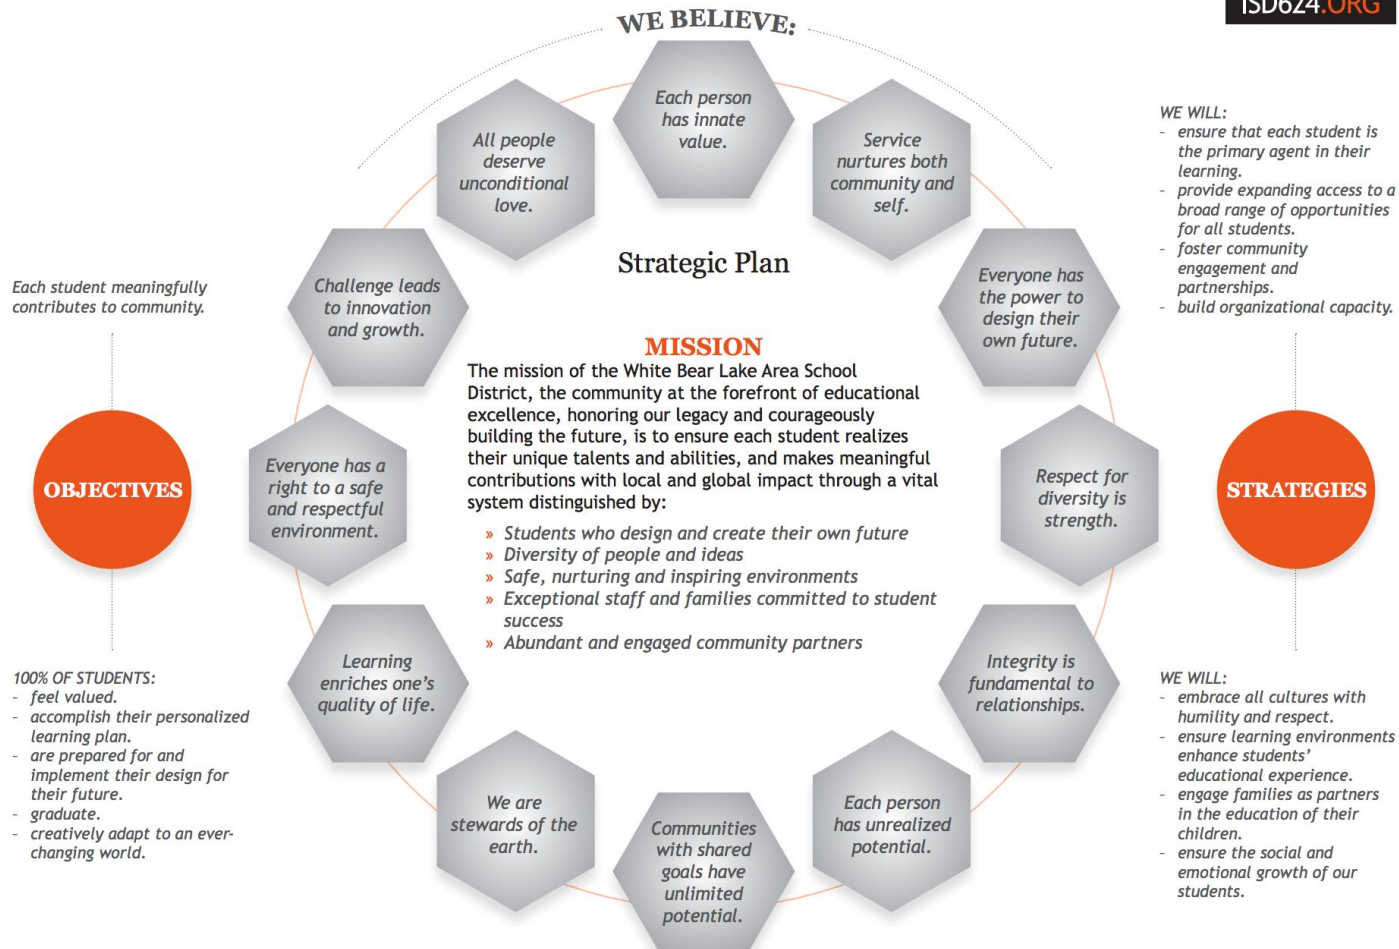 ISD624.ORG
WE BELIEVE:
Each person
has innate
value.
Service
nurtures both
community and
self.
Everyone has
the power to
design their
own future.
Respect for
diversity is
strength.
Integrity is
fundamental to
relationships.
Each person
has unrealized
potential.
Communities
with shared
goals have
unlimited
potential.
We are
stewards of the
earth.
Learning
enriches one’s
quality of life.
Everyone has a
right to a safe
and respectful
environment.
Challenge leads
to innovation
and growth.
All people
deserve
unconditional
love.
Strategic Plan
MISSION
The mission of the White Bear Lake Area School
District, the community at the forefront of educational
excellence, honoring our legacy and courageously
building the future, is to ensure each student realizes
their unique talents and abilities, and makes meaningful
contributions with local and global impact through a vital
system distinguished by:
» Students who design and create their own future
» Diversity of people and ideas
» Safe, nurturing and inspiring environments
» Exceptional staff and families committed to student
success
» Abundant and engaged community partners
Each student meaningfully
contributes to community.
OBJECTIVES
100% OF STUDENTS:
- feel valued.
- accomplish their personalized
learning plan.
- are prepared for and
implement their design for
their future.
- graduate.
- creatively adapt to an ever-
changing world.
WE WILL:
- ensure that each student is
the primary agent in their
learning.
- provide expanding access to a
broad range of opportunities
for all students.
- foster community
engagement and
partnerships.
- build organizational capacity.
STRATEGIES
WE WILL:
- embrace all cultures with
humility and respect.
- ensure learning environments
enhance students’
educational experience.
- engage families as partners
in the education of their
children.
- ensure the social and
emotional growth of our
students.